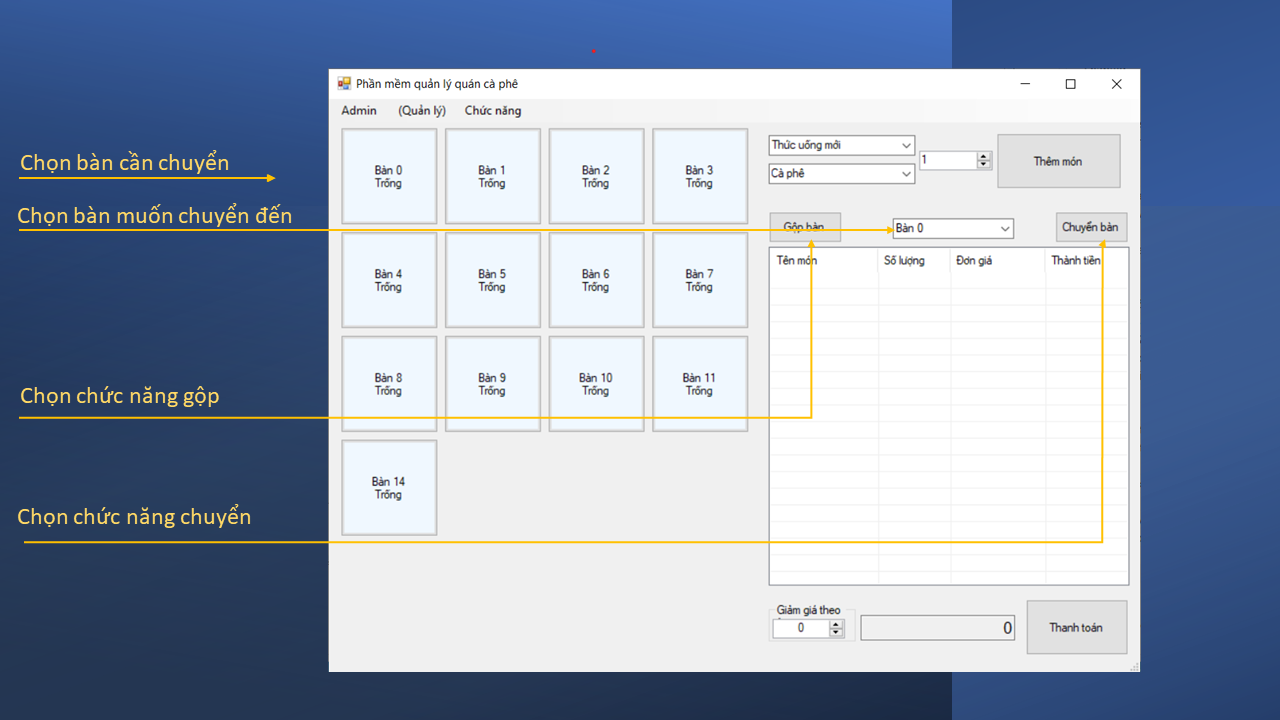 Phần mềm quản lý quán cà phê
Admin (Quản lý) Chức năng
Chọn bàn cần chuyển
Chọn bàn muốn chuyển đến
Chọn chức năng gộp
Chọn chức năng chuyển
Bàn 0
Trống
Bàn 1
Trống
Bàn 2
Trống
Bàn 3
Trống
Bàn 4
Trống
Bàn 5
Trống
Bàn 6
Trống
Bàn 7
Trống
Bàn 8
Trống
Bàn 9
Trống
Bàn 10
Trống
Bàn 11
Trống
Bàn 14
Trống
Thức uống mới
Cà phê
1
Thêm món
Gộp bàn
Bàn 0
Chuyển bàn
Tên món Số lượng Đơn giá Thành tiền
Giảm giá theo
0
0
Thanh toán